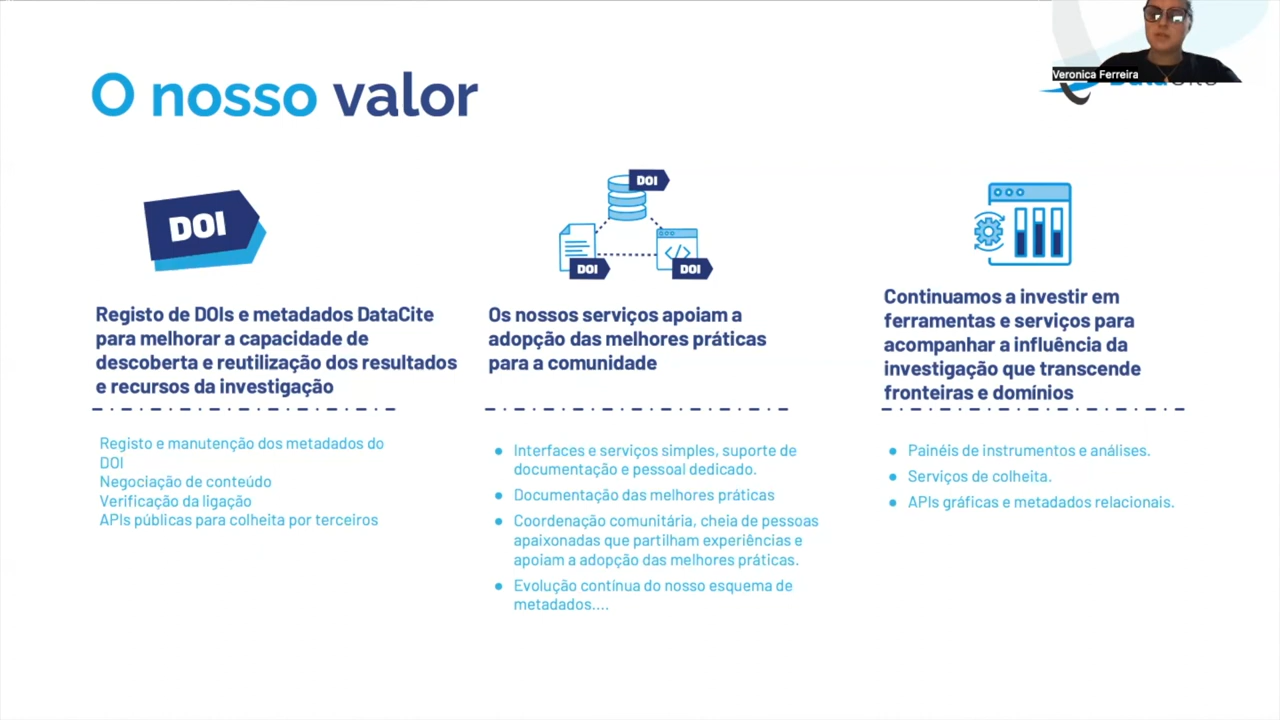 O nosso valor
Veronica Ferreira
DOI
DOI
DOI
DOI
Registo de DOIs e metadados DataCite
para melhorar a capacidade de
descoberta e reutilização dos resultados
e recursos da investigação
Registo e manutenção dos metadados do
DOI
Negociação de conteúdo
Verificação da ligação
APIs públicas para colheita por terceiros
Os nossos serviços apoiam a
adopção das melhores práticas
para a comunidade
Interfaces e serviços simples, suporte de
documentação e pessoal dedicado.
Documentação das melhores práticas
Coordenação comunitária, cheia de pessoas
apaixonadas que partilham experiências e
apoiam a adopção das melhores práticas.
Evolução contínua do nosso esquema de
metadados....
Continuamos a investir em
ferramentas e serviços para
acompanhar a influência da
investigação que transcende
fronteiras e domínios
Painéis de instrumentos e análises.
Serviços de colheita.
APIs gráficas e metadados relacionais.